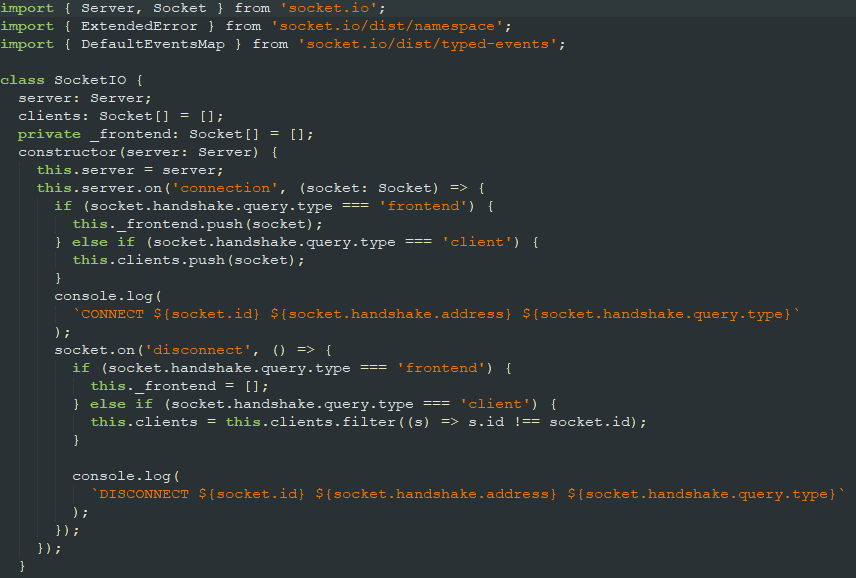 import { Server, Socket } from 'socket.io';
import { ExtendedError } from 'socket.io/dist/namespace';
import { DefaultEventsMap } from 'socket.io/dist/typed-events';

class SocketIO {
  server: Server;
  clients: Socket[] = [];
  private _frontend: Socket[] = [];
  constructor(server: Server) {
    this.server = server;
    this.server.on('connection', (socket: Socket) => {
      if (socket.handshake.query.type === 'frontend') {
        this._frontend.push(socket);
      } else if (socket.handshake.query.type === 'client') {
        this.clients.push(socket);
      }
      console.log(
        `CONNECT ${socket.id} ${socket.handshake.address} ${socket.handshake.query.type}`
      );
      socket.on('disconnect', () => {
        if (socket.handshake.query.type === 'frontend') {
          this._frontend = [];
        } else if (socket.handshake.query.type === 'client') {
          this.clients = this.clients.filter((s) => s.id !== socket.id);
        }

        console.log(
          `DISCONNECT ${socket.id} ${socket.handshake.address} ${socket.handshake.query.type}`
        );
      });
    });
  }